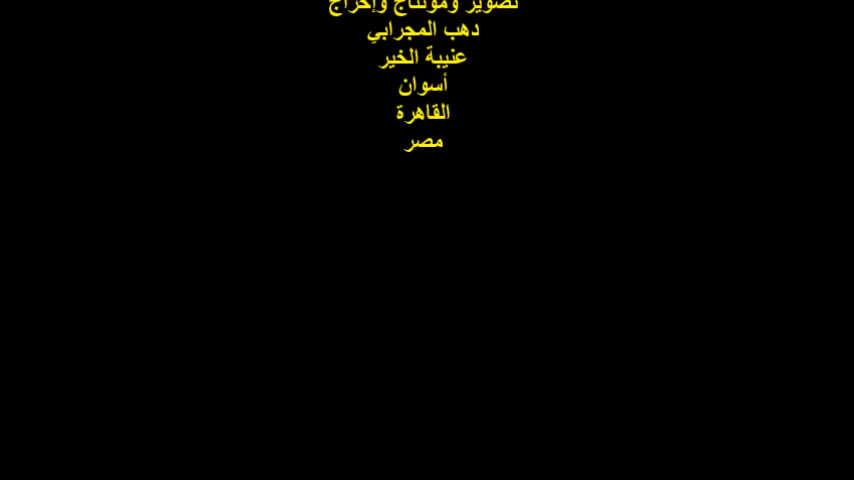 تصوير ومونتاج وإخراج
دهب المجرابي
عنيبة الخير
أسوان
القاهرة
مصر